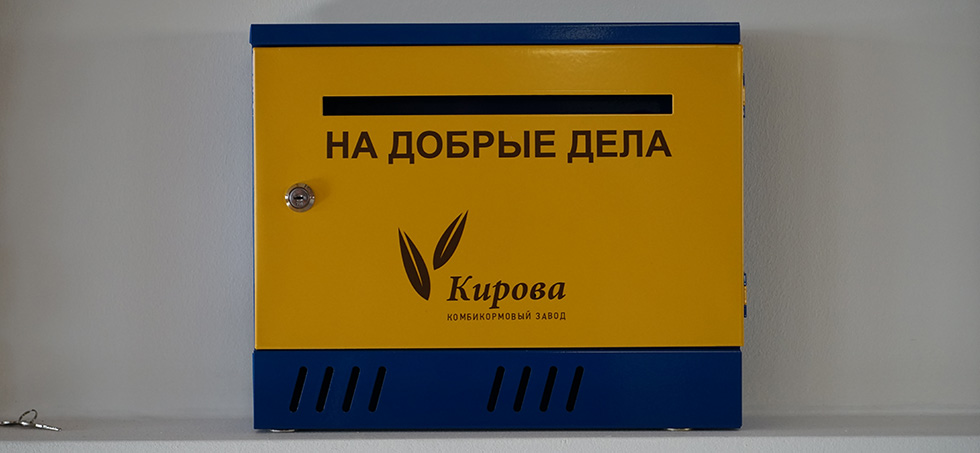 НА ДОБРЫЕ ДЕЛА
Кирова
КОМБИКОРМОВЫЙ ЗАВОД